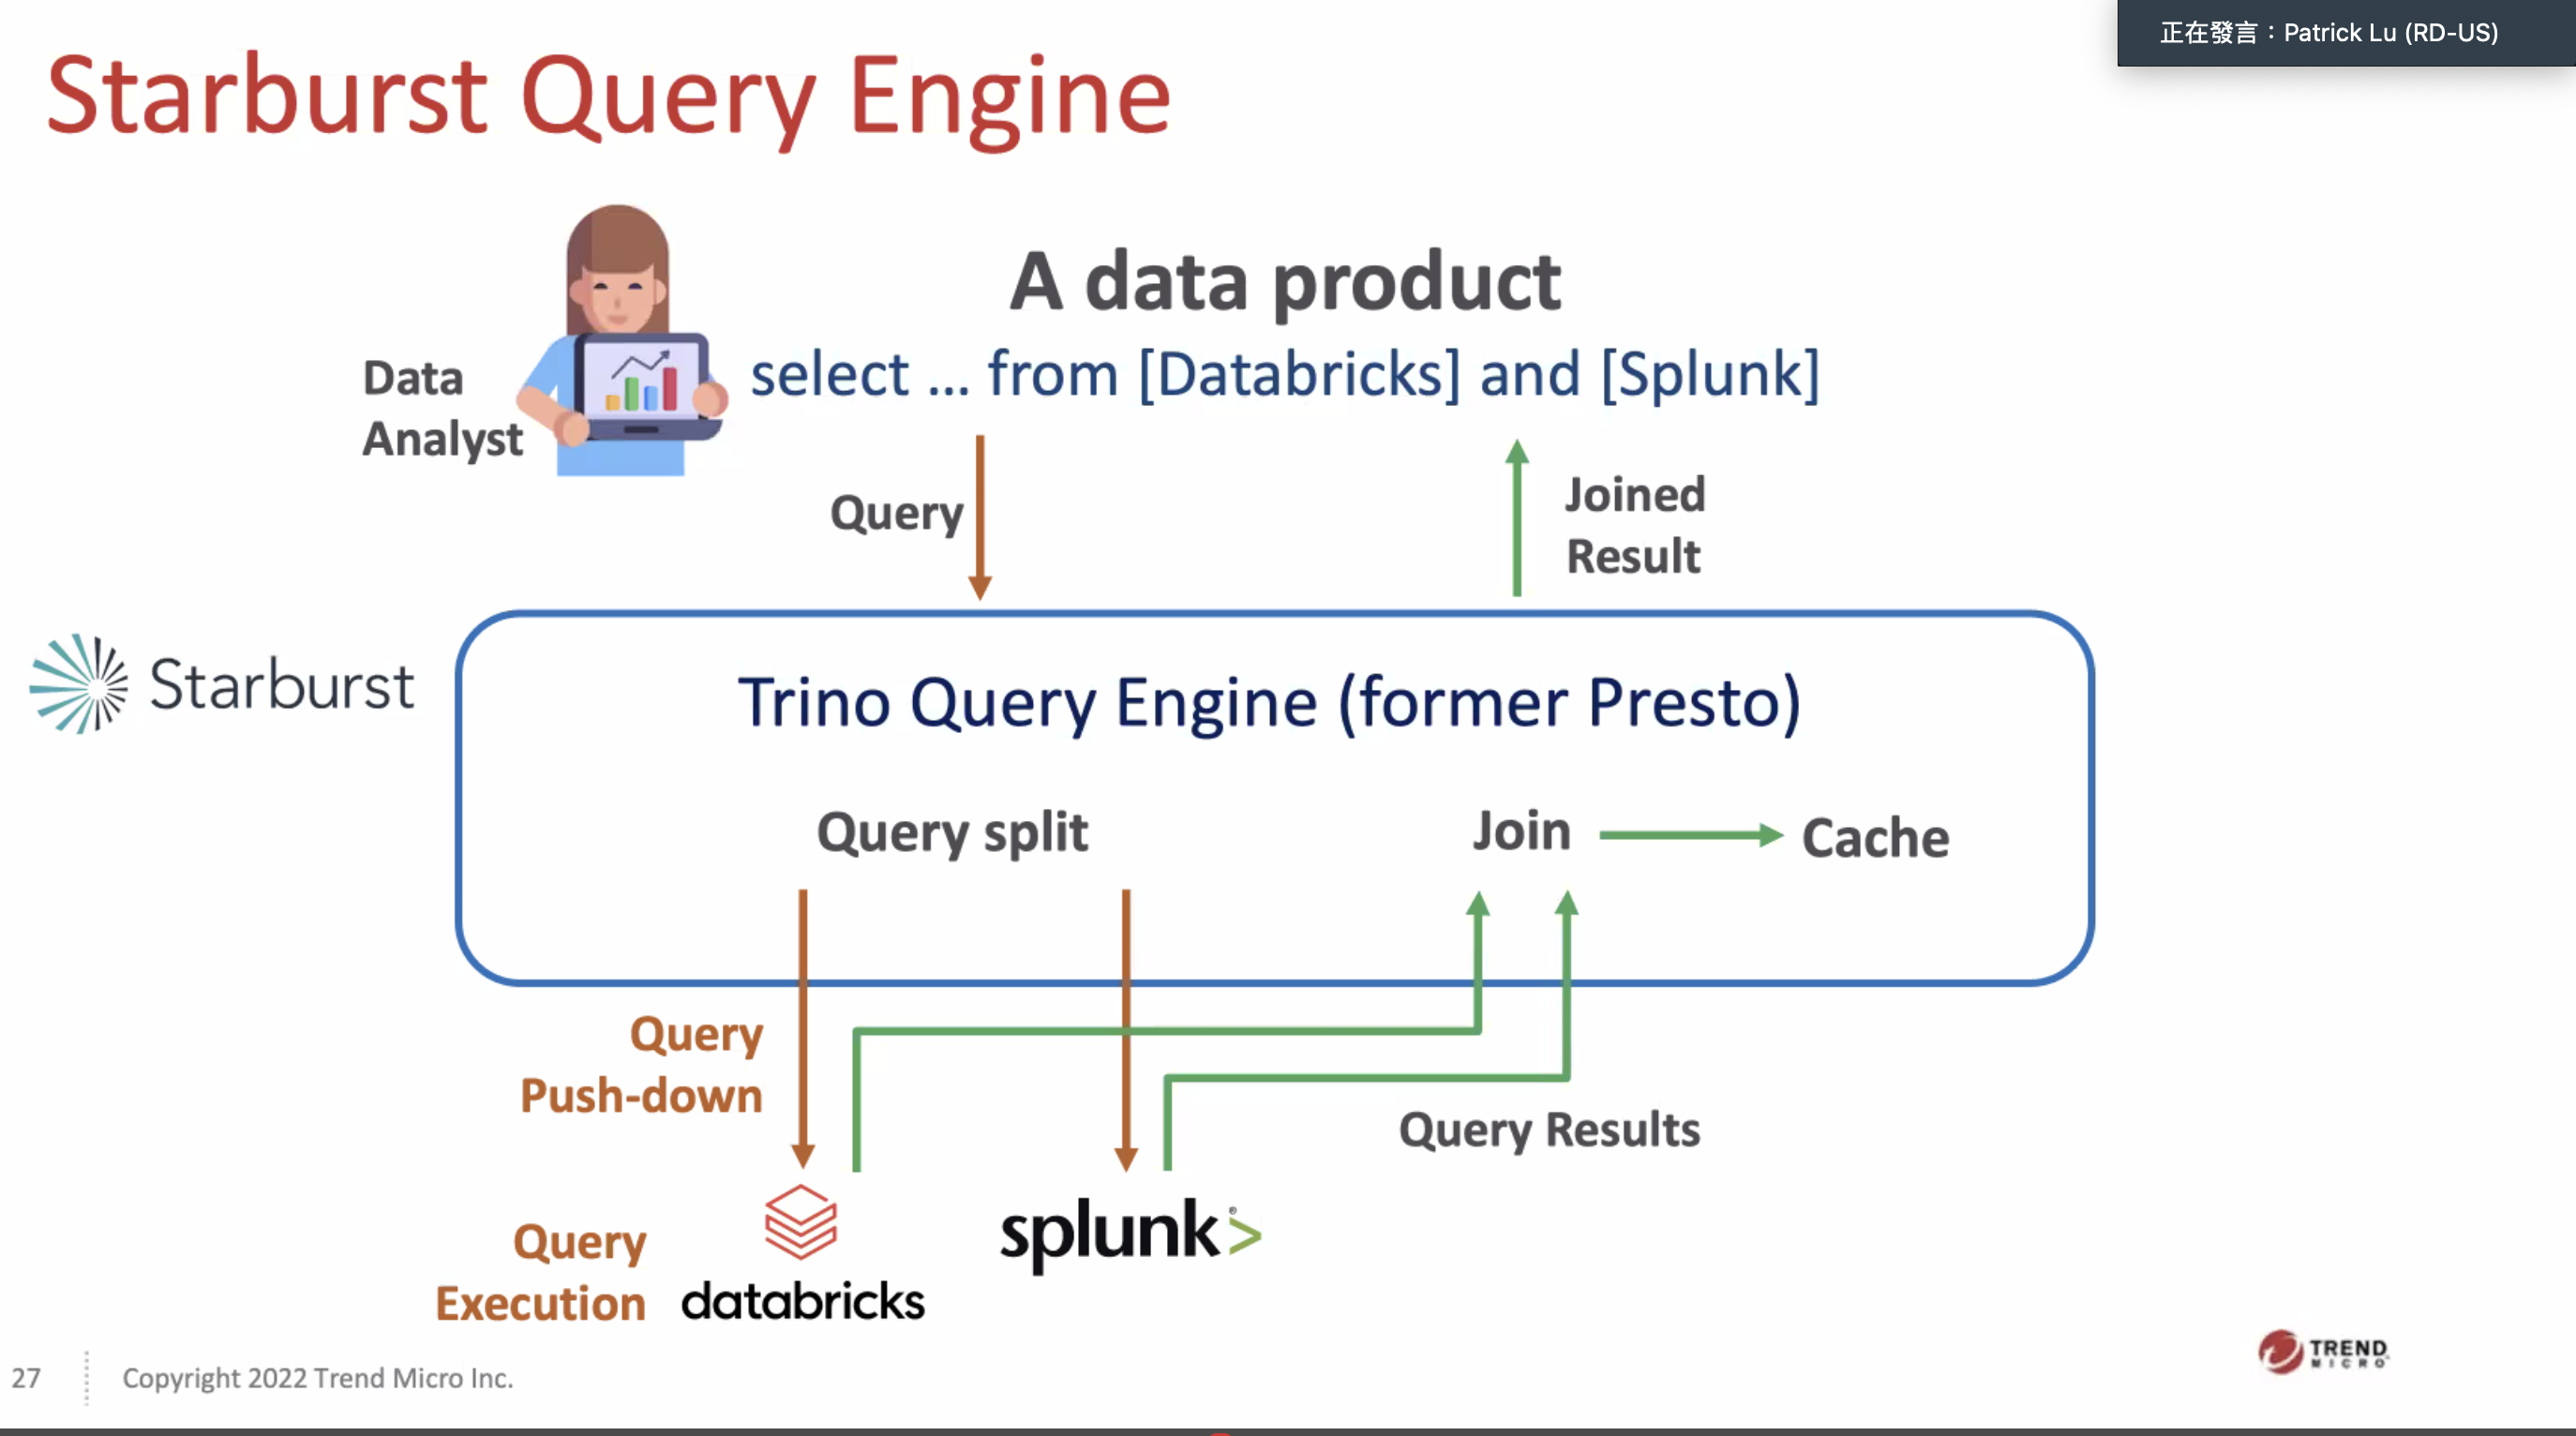 正在發言：Patrick Lu (RD-US)
Starburst Query Engine
A data product
select ... from [Databricks] and [Splunk]
Data
Analyst
Query
Joined
Result
Starburst
Trino Query Engine (former Presto)
Query split
Join
Cache
Query
Push-down
Query Results
Query
Execution
databricks
splunk>
27
Copyright 2022 Trend Micro Inc.
TREND
MICRO